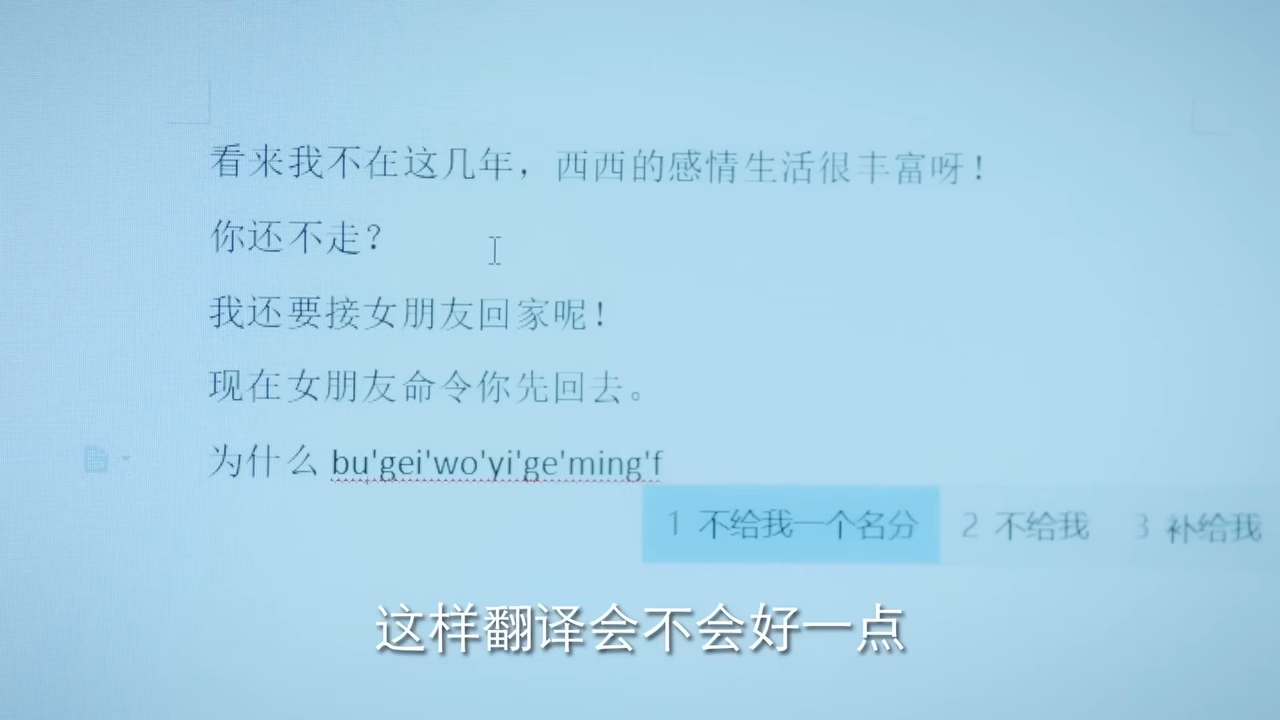 看来我不在这几年，西西的感情生活很丰富呀！
你还不走？
我还要接女朋友回家呢！
现在女朋友命令你先回去。
为什么 bu'gei'wo'yi'ge'ming'f
1 不给我一个名分 2 不给我 3 补给我
这样翻译会不会好一点